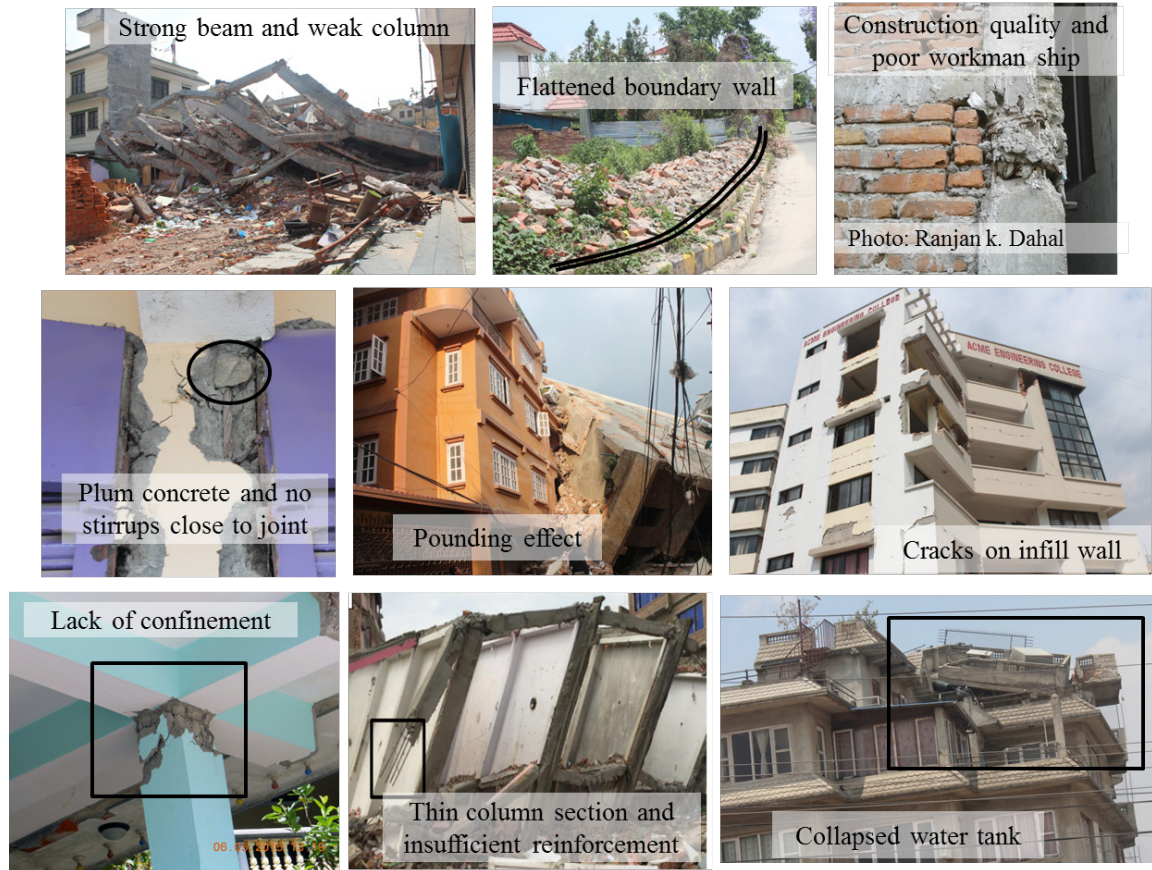 Strong beam and weak column
Flattened boundary wall
Construction quality and
poor workman ship
Photo: Ranjan k. Dahal
Plum concrete and no
stirrups close to joint
Pounding effect
ACME ENGINEERING COLLEGE
ACME ENGINEERING COLLEGE
Cracks on infill wall
Lack of confinement
Thin column section and
insufficient reinforcement
Collapsed water tank